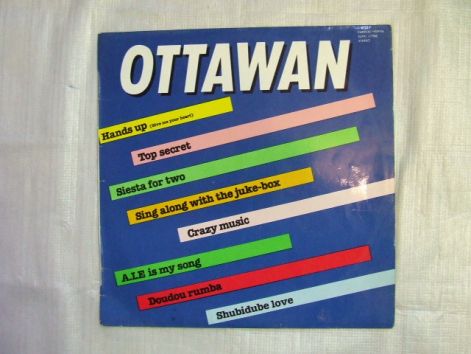 OTTAWAN
Hands up (Give me your heart)
Top secret
Siesta for two
Sing along with the juke-box
Crazy music
A.I.E is my song
Doudou rumba
Shubidube love